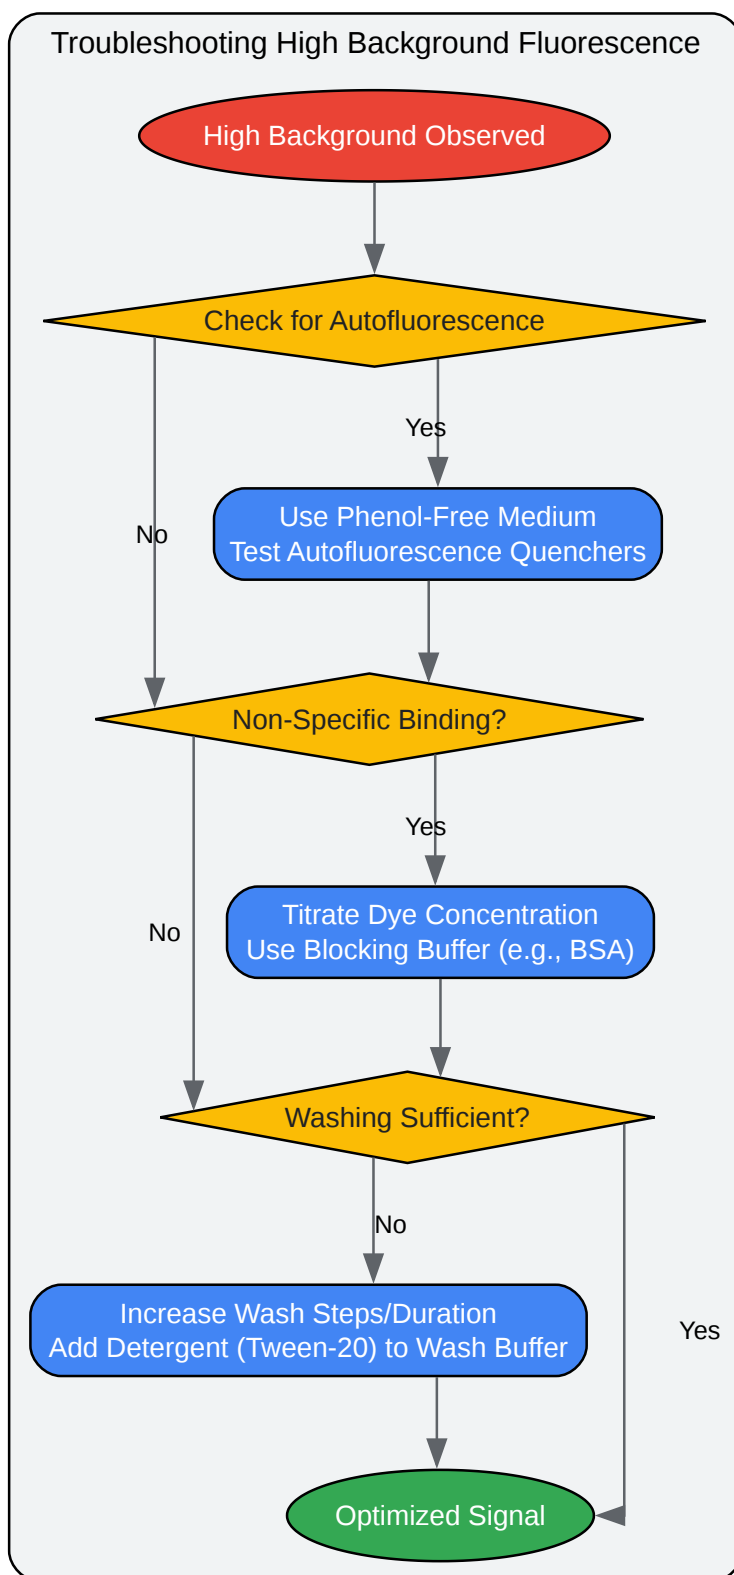 Troubleshooting High Background Fluorescence
High Background Observed
Check for Autofluorescence
Yes
Use Phenol-Free Medium
Test Autofluorescence Quenchers
No
Non-Specific Binding?
Yes
Titrate Dye Concentration
Use Blocking Buffer (e.g., BSA)
No
Washing Sufficient?
No
Increase Wash Steps/Duration
Add Detergent (Tween-20) to Wash Buffer
Yes
Optimized Signal